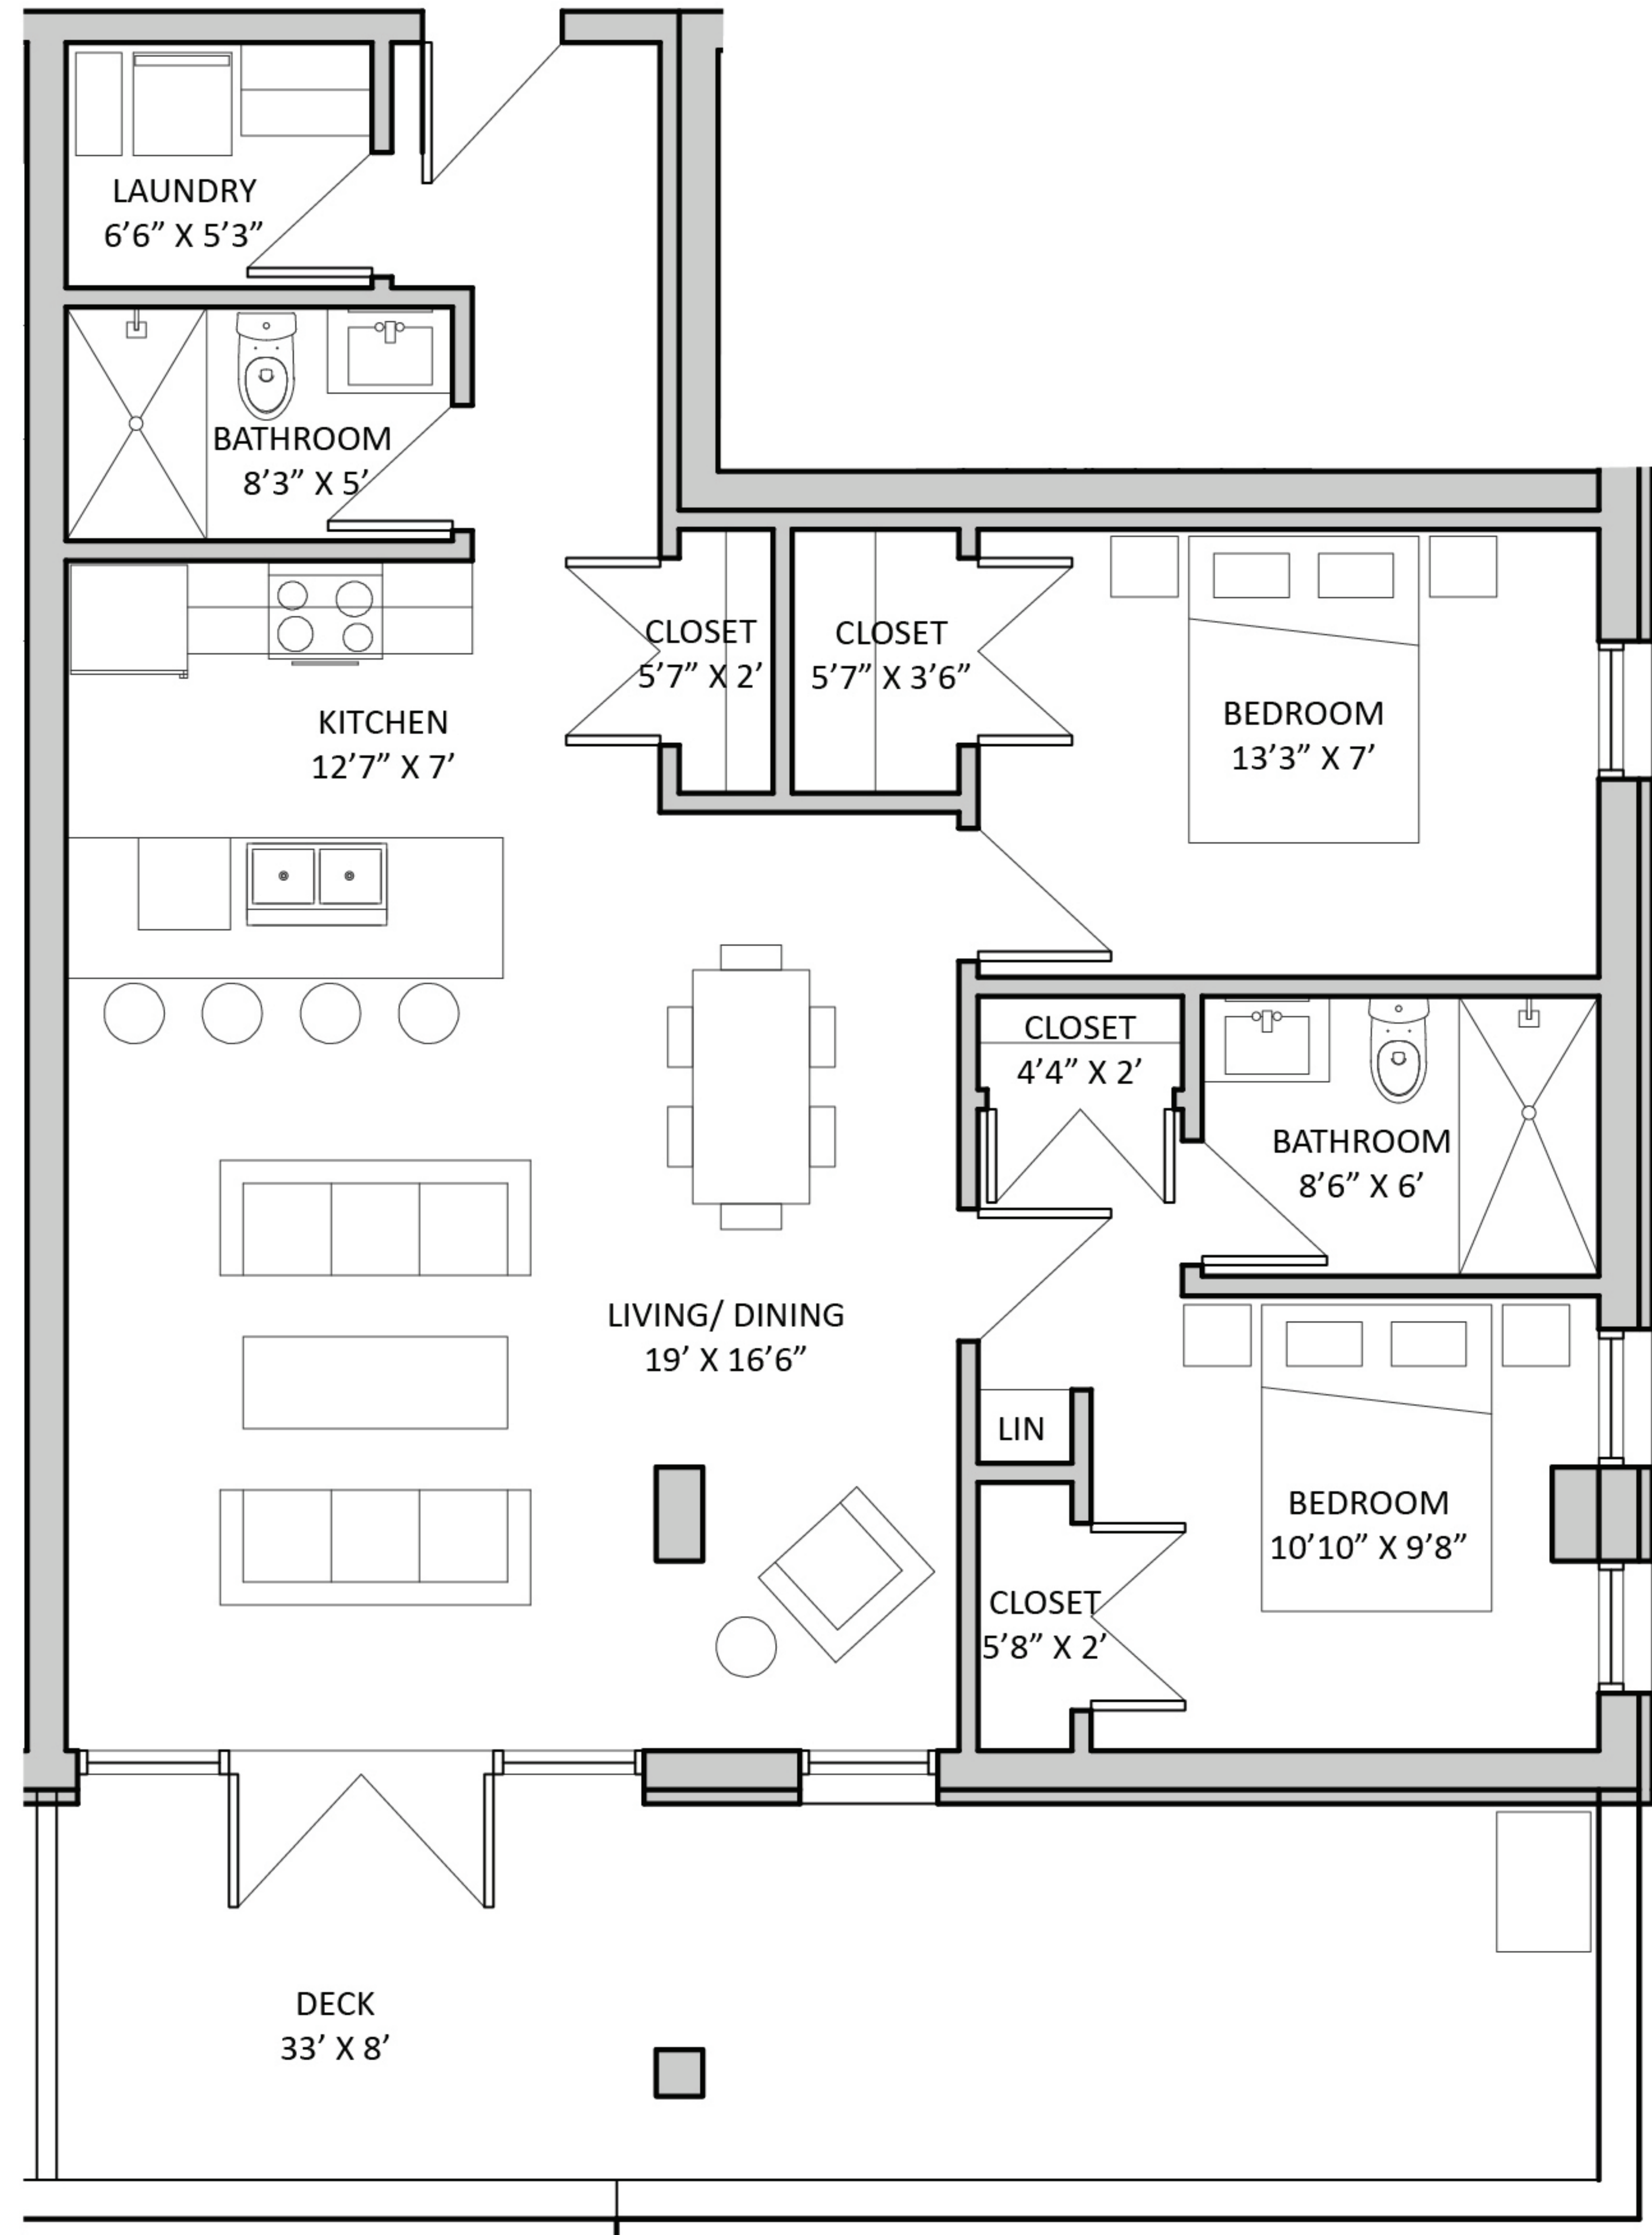 LAUNDRY
6’6” X 5’3”
BATHROOM
8’3” X 5’
CLOSET
5’7” X 2’
CLOSET
5’7” X 3’6”
KITCHEN
12’7” X 7’
BEDROOM
13’3” X 7’
CLOSET
4’4” X 2’
BATHROOM
8’6” X 6’
LIVING/ DINING
19’ X 16’6”
LIN
BEDROOM
10’10” X 9’8”
CLOSET
5’8” X 2’
DECK
33’ X 8’